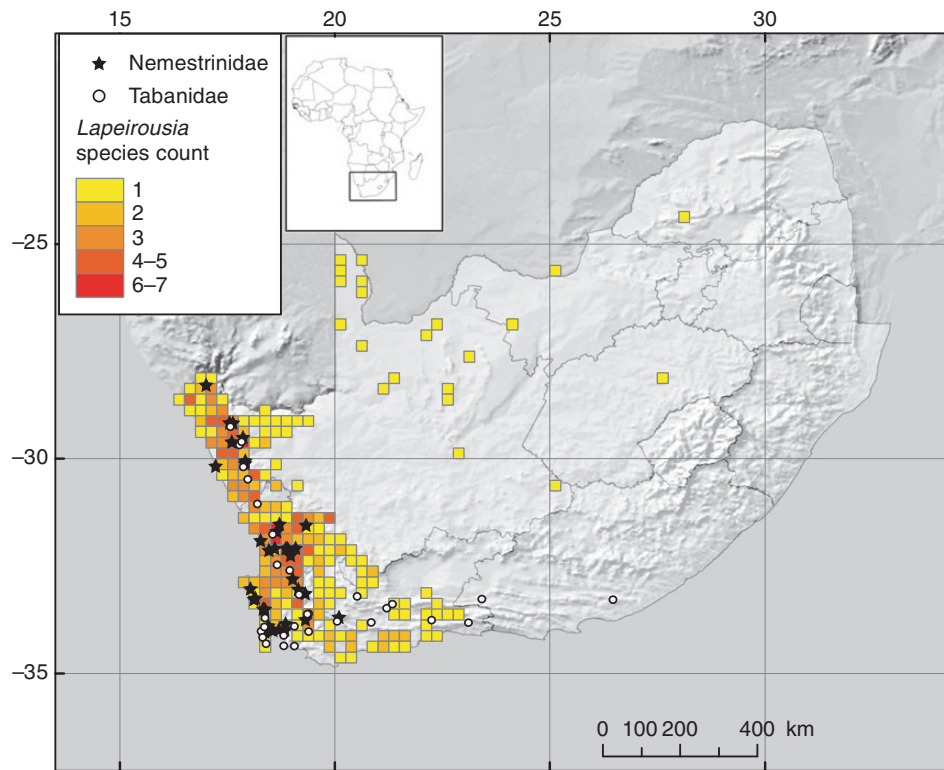 15 20 25 30
Nemestrinidae
Tabanidae
Lapeirousia
species count
1
2
3
4–5
6–7
–25
–30
–35
0 100 200 400 km